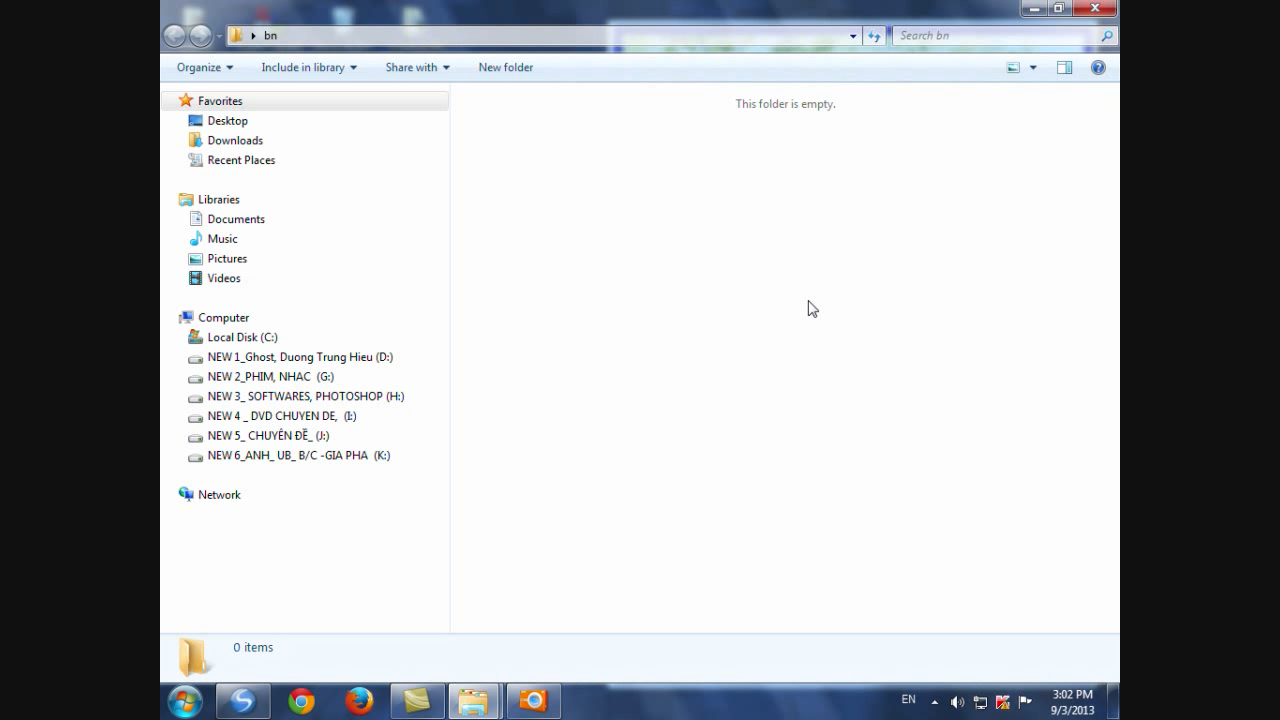 bn
Search bn
Organize
Include in library
Share with
New folder
This folder is empty.
Favorites
Desktop
Downloads
Recent Places
Libraries
Documents
Music
Pictures
Videos
Computer
Local Disk (C:)
NEW 1_Ghost, Duong Trung Hieu (D:)
NEW 2_PHIM, NHAC (G:)
NEW 3_ SOFTWARES, PHOTOSHOP (H:)
NEW 4 _ DVD CHUYEN DE, (I:)
NEW 5_ CHUYÊN ĐỀ_ (J:)
NEW 6_ANH_ UB_ B/C -GIA PHA (K:)
Network
0 items
EN
3:02 PM
9/3/2013